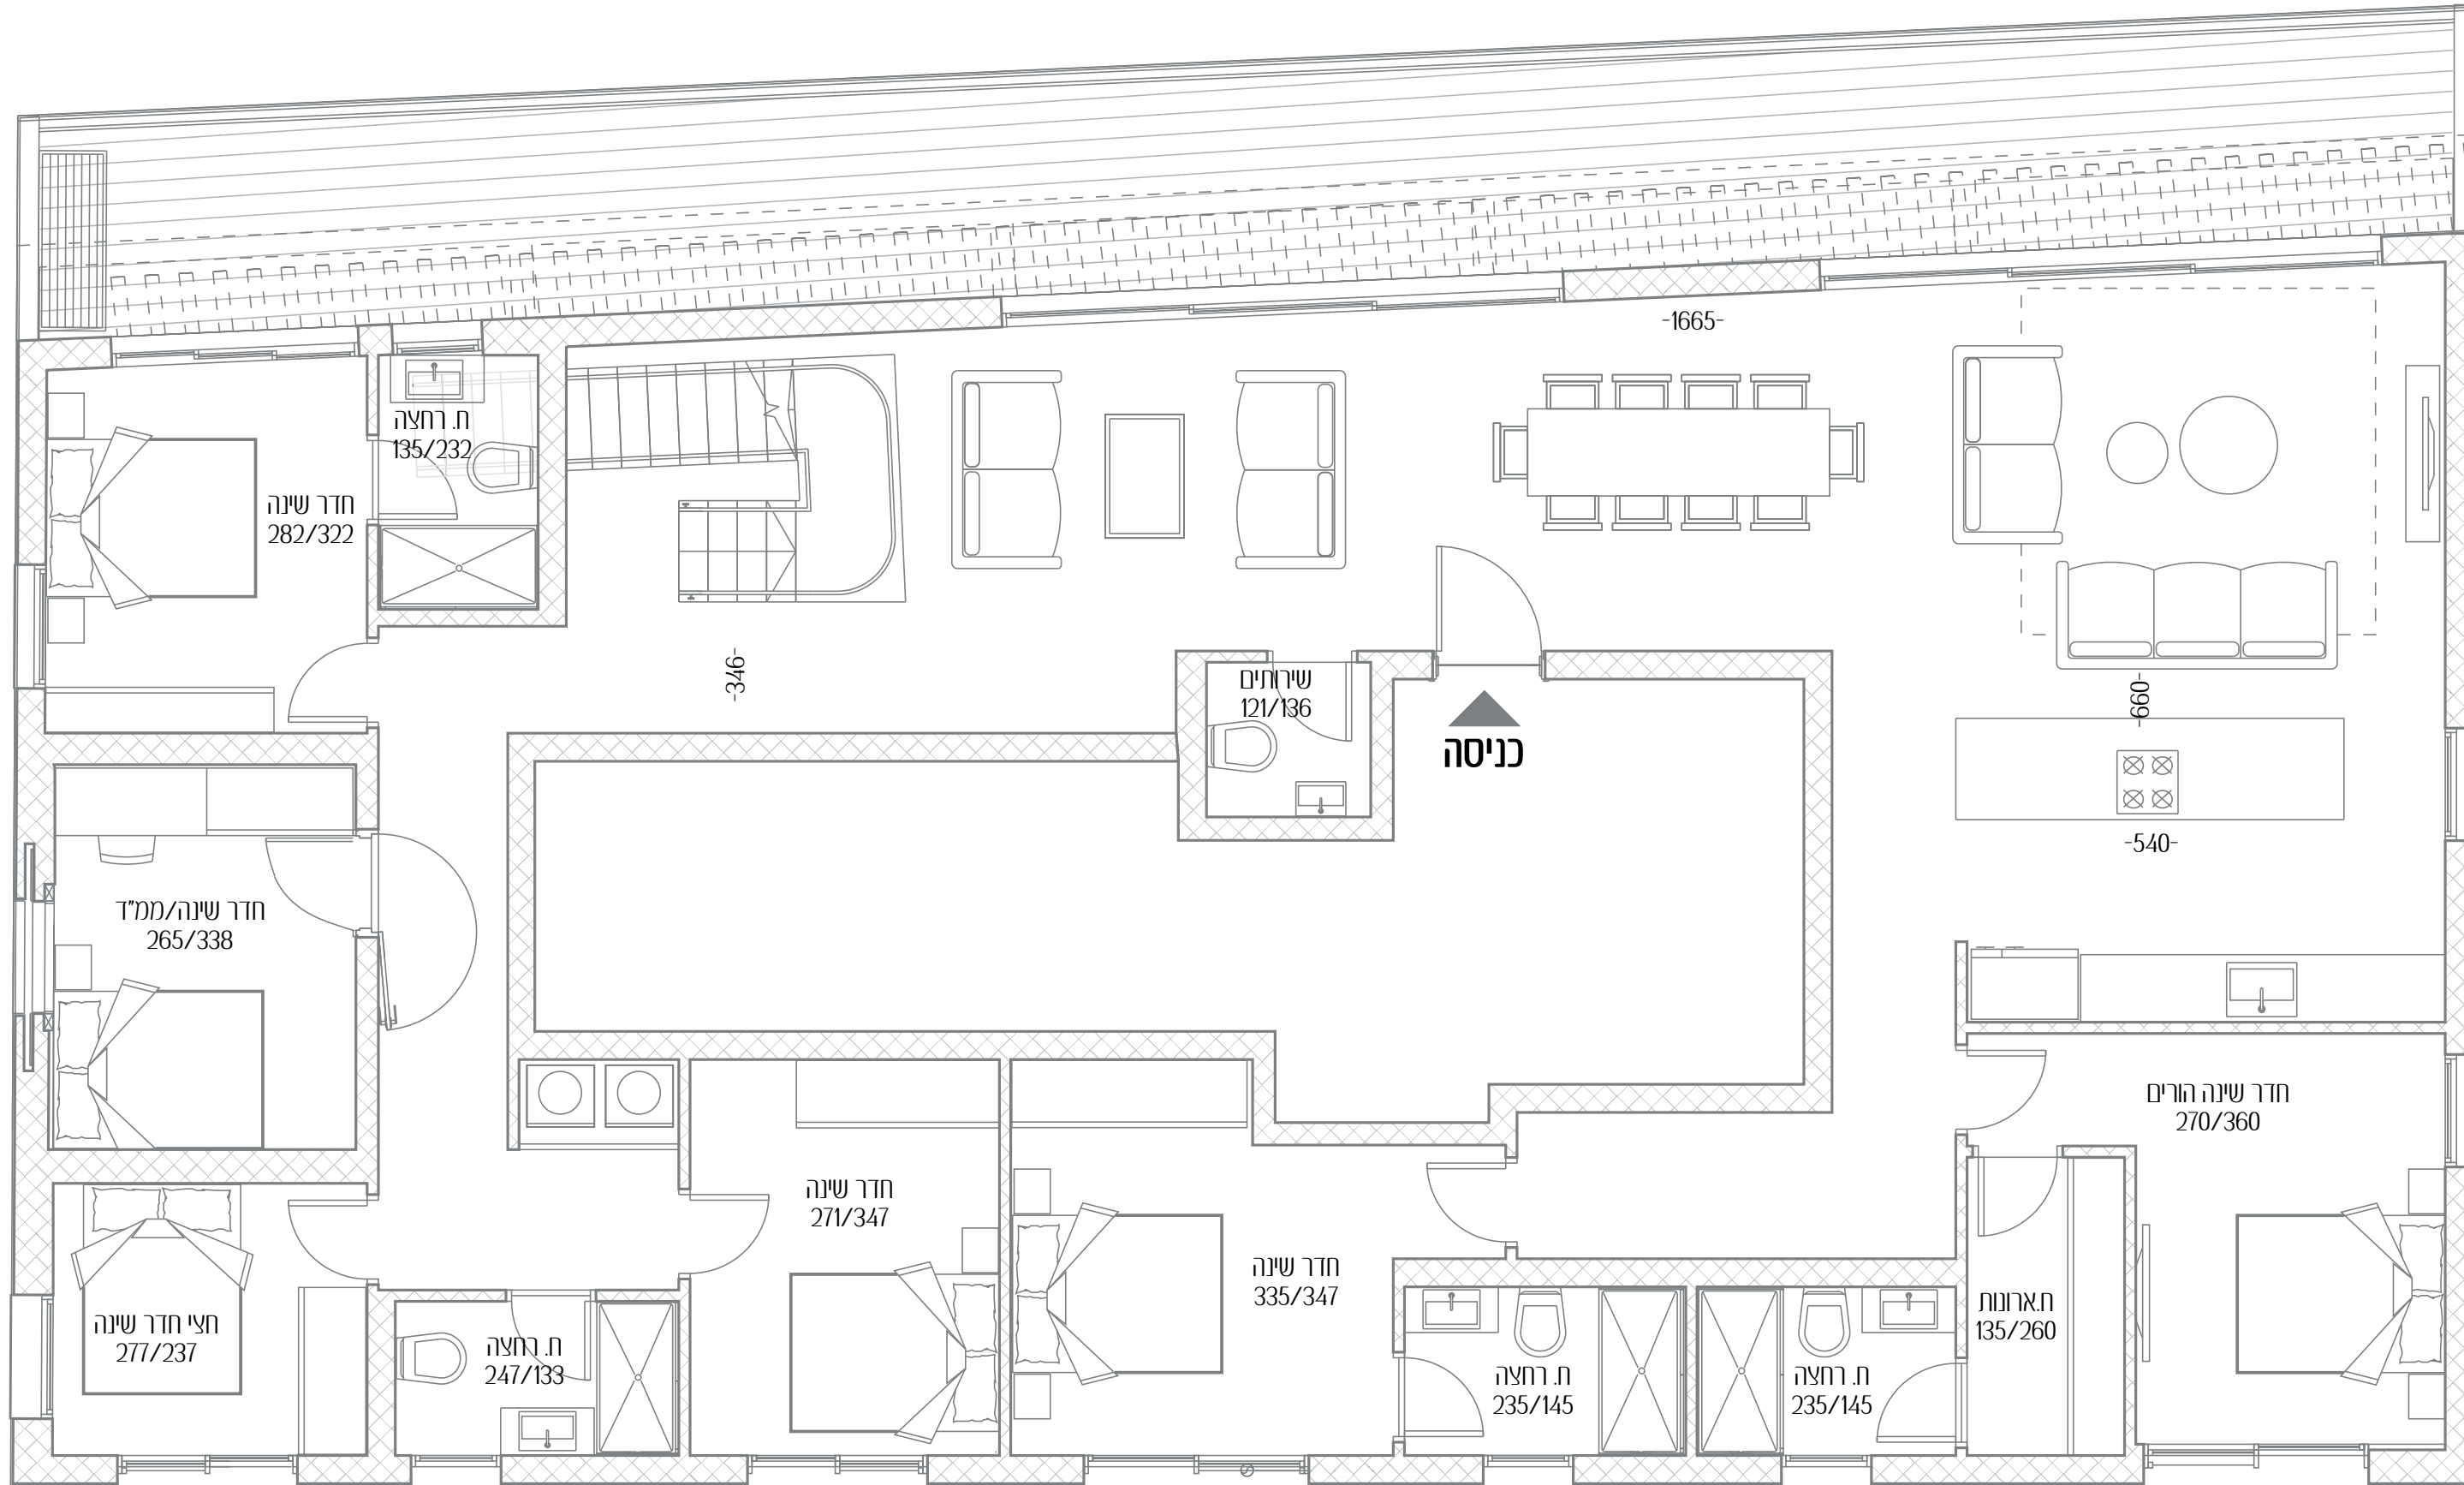 -1665-
ח. רחצה
135/232
חדר שינה
282/322
-346-
שירותים
121/136
כניסה
-660-
-540-
חדר שינה/ממ"ד
265/338
חדר שינה הורים
270/360
חדר שינה
271/347
חדר שינה
335/347
ח.ארונות
135/260
חצי חדר שינה
277/237
ח. רחצה
247/133
ח. רחצה
235/145
ח. רחצה
235/145